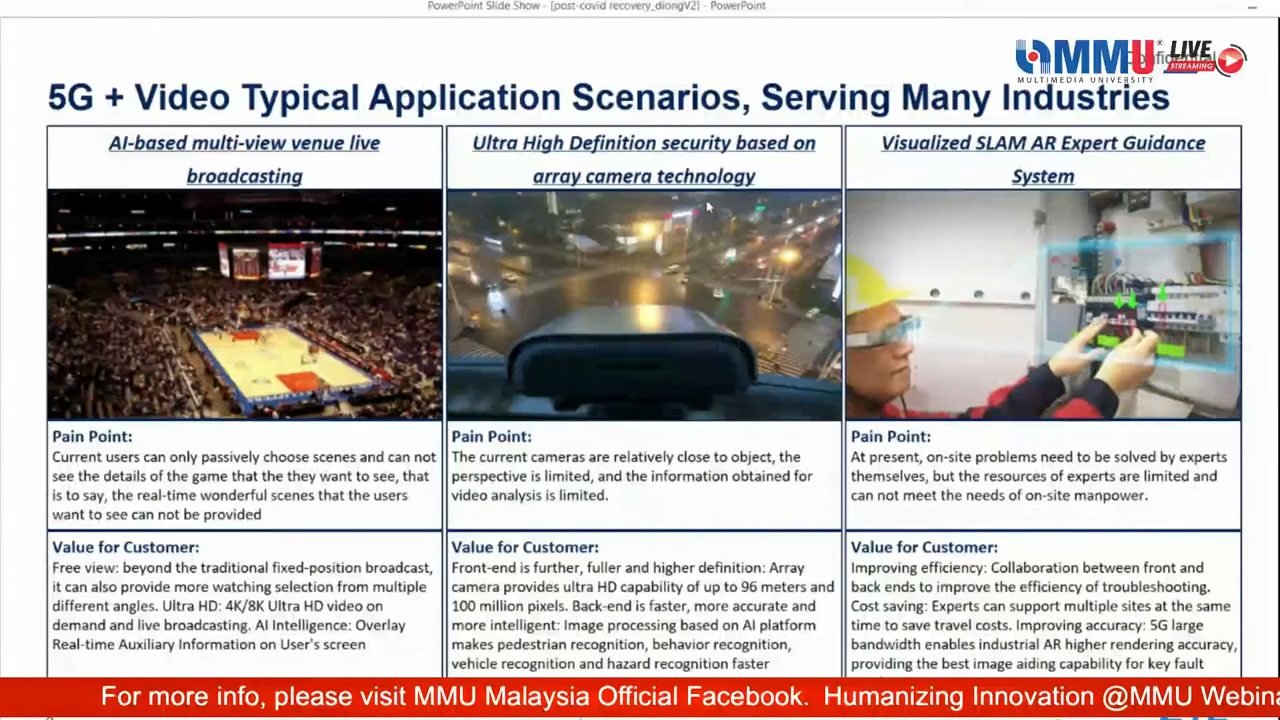 PowerPoint Slide Show - [post-covid recovery_diongV2] - PowerPoint
MMU
MULTIMEDIA UNIVERSITY
LIVE
STREAMING
Confidential
5G + Video Typical Application Scenarios, Serving Many Industries
AI-based multi-view venue live
broadcasting
Ultra High Definition security based on
array camera technology
Visualized SLAM AR Expert Guidance
System
Pain Point:
Current users can only passively choose scenes and can not
see the details of the game that the they want to see, that
is to say, the real-time wonderful scenes that the users
want to see can not be provided
Pain Point:
The current cameras are relatively close to object, the
perspective is limited, and the information obtained for
video analysis is limited.
Pain Point:
At present, on-site problems need to be solved by experts
themselves, but the resources of experts are limited and
can not meet the needs of on-site manpower.
Value for Customer:
Free view: beyond the traditional fixed-position broadcast,
it can also provide more watching selection from multiple
different angles. Ultra HD: 4K/8K Ultra HD video on
demand and live broadcasting. AI Intelligence: Overlay
Real-time Auxiliary Information on User's screen
Value for Customer:
Front-end is further, fuller and higher definition: Array
camera provides ultra HD capability of up to 96 meters and
100 million pixels. Back-end is faster, more accurate and
more intelligent: Image processing based on AI platform
makes pedestrian recognition, behavior recognition,
vehicle recognition and hazard recognition faster
Value for Customer:
Improving efficiency: Collaboration between front and
back ends to improve the efficiency of troubleshooting.
Cost saving: Experts can support multiple sites at the same
time to save travel costs. Improving accuracy: 5G large
bandwidth enables industrial AR higher rendering accuracy,
providing the best image aiding capability for key fault
For more info, please visit MMU Malaysia Official Facebook. Humanizing Innovation @MMU Webina